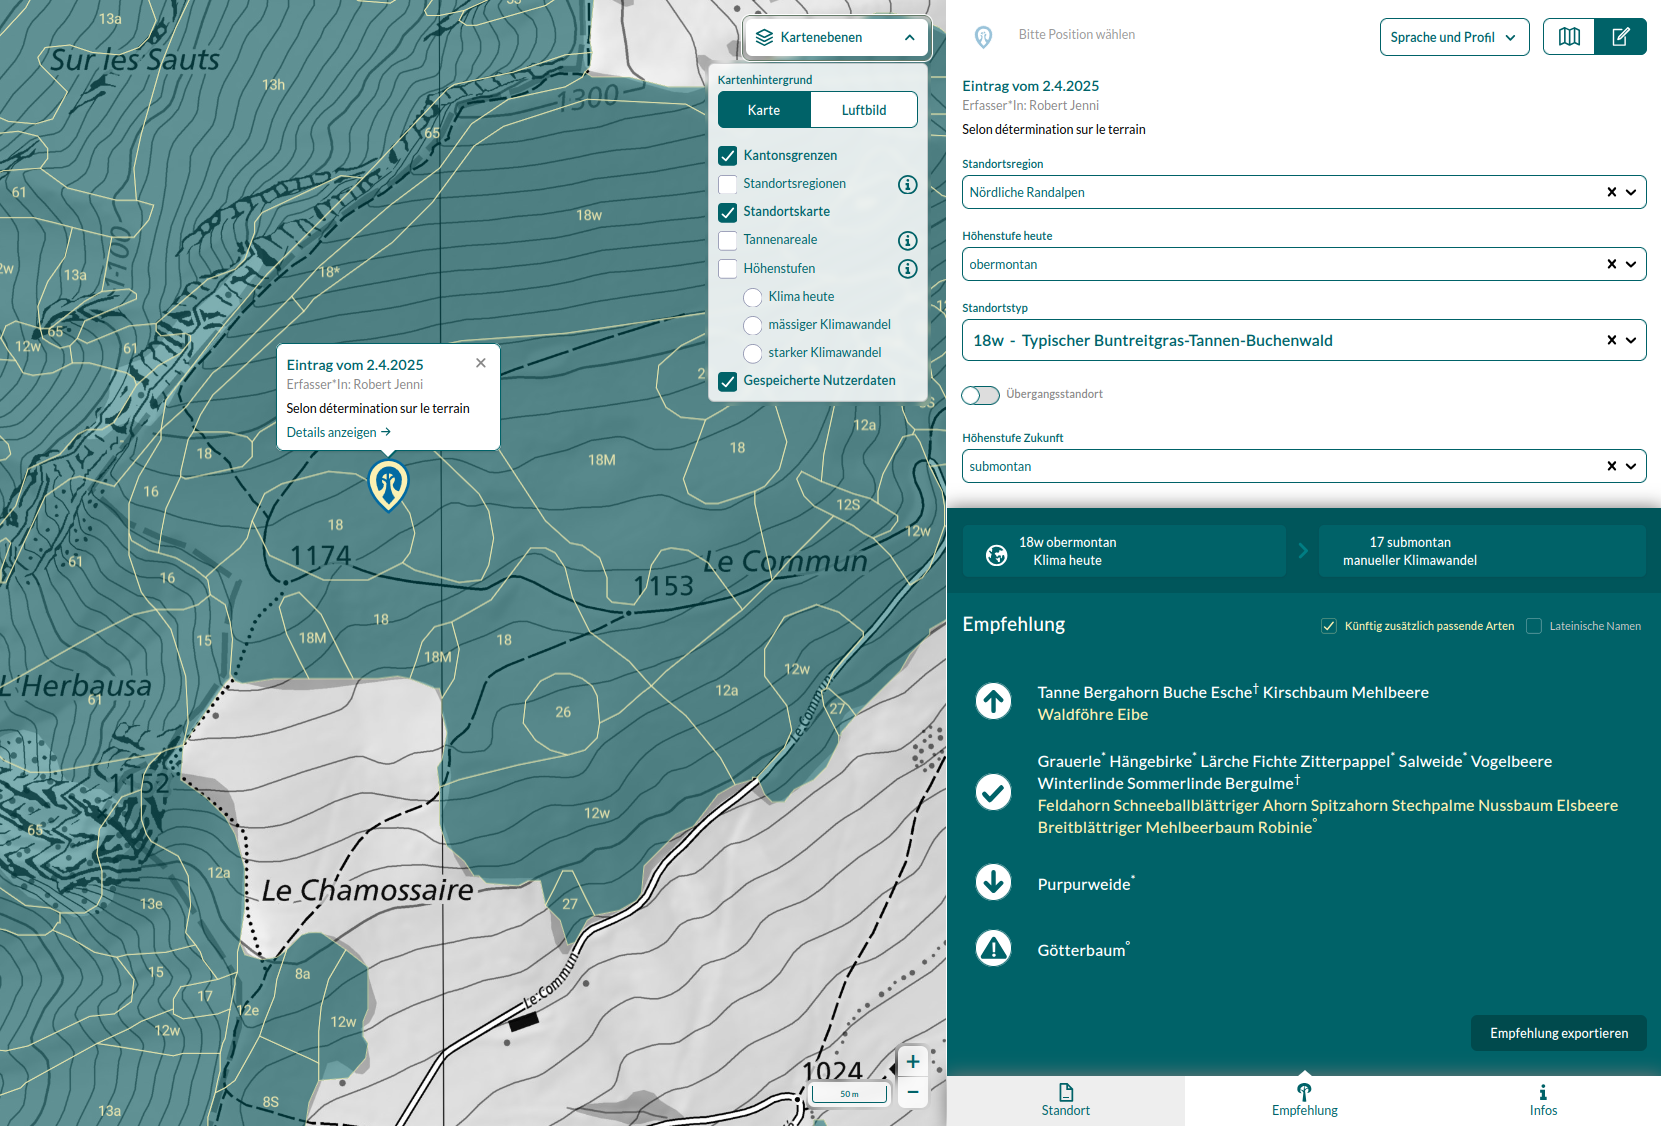 13a
Sur les Sauts
13h
1300
65
61
18w
2w
13a
18*
65
12w
61
18
18M
18
12a
16
12S
12w
18
1174
Le Commun
1153
61
16
18
15
18M
18
18M
12w
L'Herbausa
61
12a
26
27
Le Commun
1152
12w
65
12a
Le Chamossaire
13e
27
15
8a
17
12e
12w
12w
Le Commun
1024
13a
8S
50 m
+
−
Kartenebenen
Kartenhintergrund
Karte
Luftbild
Kantonsgrenzen
Standortsregionen
Standortskarte
Tannenareale
Höhenstufen
Klima heute
mässiger Klimawandel
starker Klimawandel
Gespeicherte Nutzerdaten
Eintrag vom 2.4.2025
Erfasser*In: Robert Jenni
Selon détermination sur le terrain
Details anzeigen →
Bitte Position wählen
Sprache und Profil
Eintrag vom 2.4.2025
Erfasser*In: Robert Jenni
Selon détermination sur le terrain
Standortsregion
Nördliche Randalpen
Höhenstufe heute
obermontan
Standortstyp
18w - Typischer Buntreitgras-Tannen-Buchenwald
Übergangsstandort
Höhenstufe Zukunft
submontan
18w obermontan
Klima heute
17 submontan
manueller Klimawandel
Empfehlung
Künftig zusätzlich passende Arten
Lateinische Namen
Tanne Bergahorn Buche Esche† Kirschbaum Mehlbeere
Waldföhre Eibe
Grauerle* Hängebirke* Lärche Fichte Zitterpappel* Salweide* Vogelbeere
Winterlinde Sommerlinde Bergulme†
Feldahorn Schneeballblättriger Ahorn Spitzahorn Stechpalme Nussbaum Elsbeere
Breitblättriger Mehlbeerbaum Robinie°
Purpurweide*
Götterbaum°
Empfehlung exportieren
Standort
Empfehlung
Infos